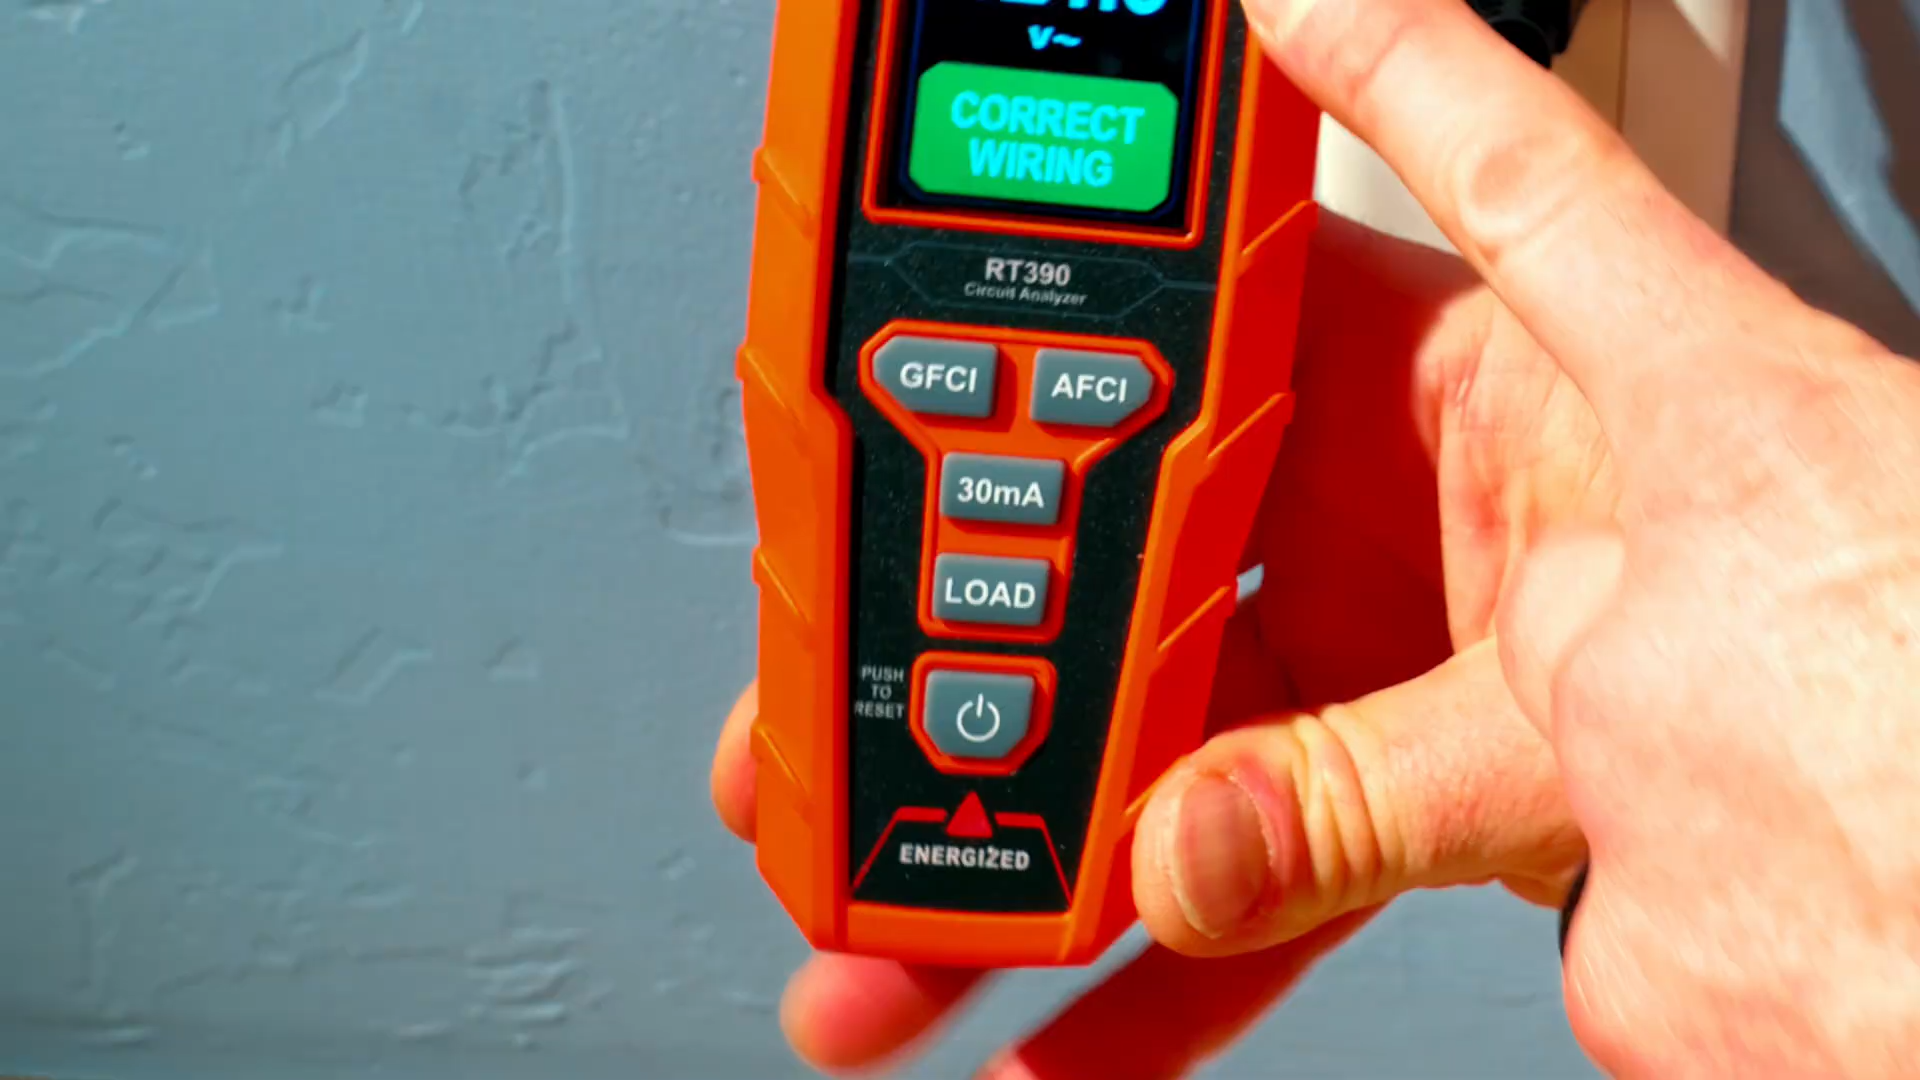 V~
CORRECT
WIRING
RT390
Circuit Analyzer
GFCI
AFCI
30mA
LOAD
PUSH
TO
RESET
ENERGIZED